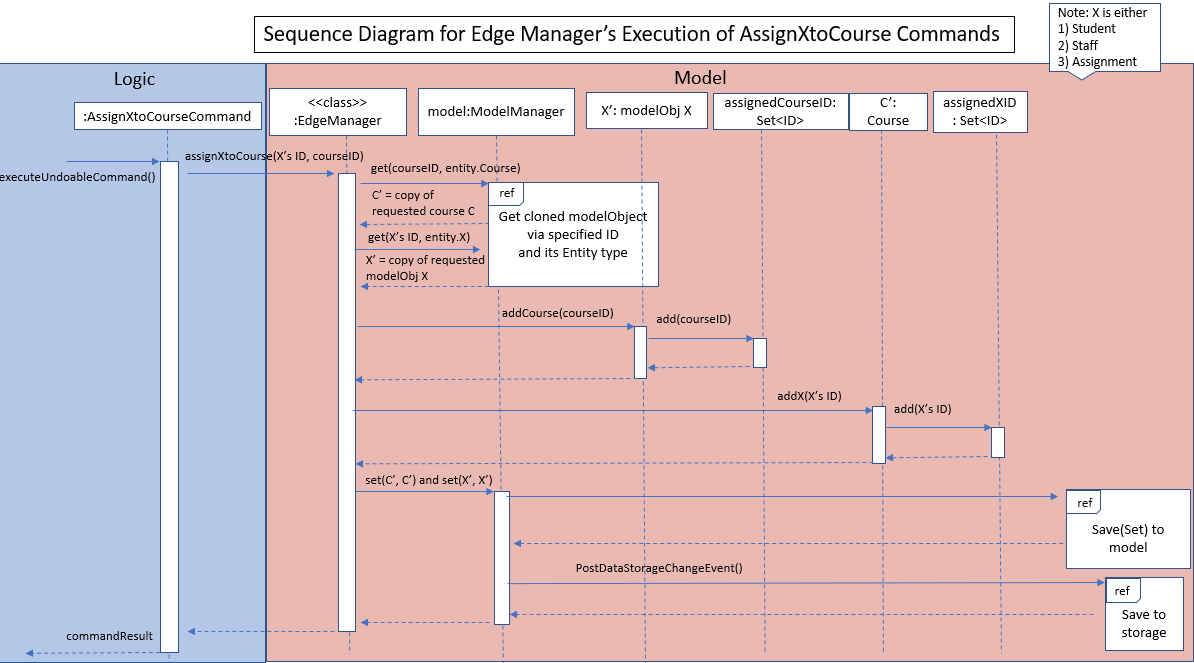 Sequence Diagram for Edge Manager's Execution of AssignXtoCourse Commands
Note: X is either
1) Student
2) Staff
3) Assignment
Logic
Model
:AssignXtoCourseCommand
<<class>>
:EdgeManager
model:ModelManager
X’: modelObj X
assignedCourseID:
Set<ID>
C’:
Course
assignedXID
: Set<ID>
executeUndoableCommand()
assignXtoCourse(X’s ID, courseID)
get(courseID, entity.Course)
C’ = copy of
requested course C
get(X’s ID, entity.X)
X’ = copy of requested
modelObj X
ref
Get cloned modelObject
via specified ID
and its Entity type
addCourse(courseID)
add(courseID)
addX(X’s ID)
add(X’s ID)
set(C’, C’) and set(X’, X’)
ref
Save(Set) to
model
PostDataStorageChangeEvent()
ref
Save to
storage
commandResult